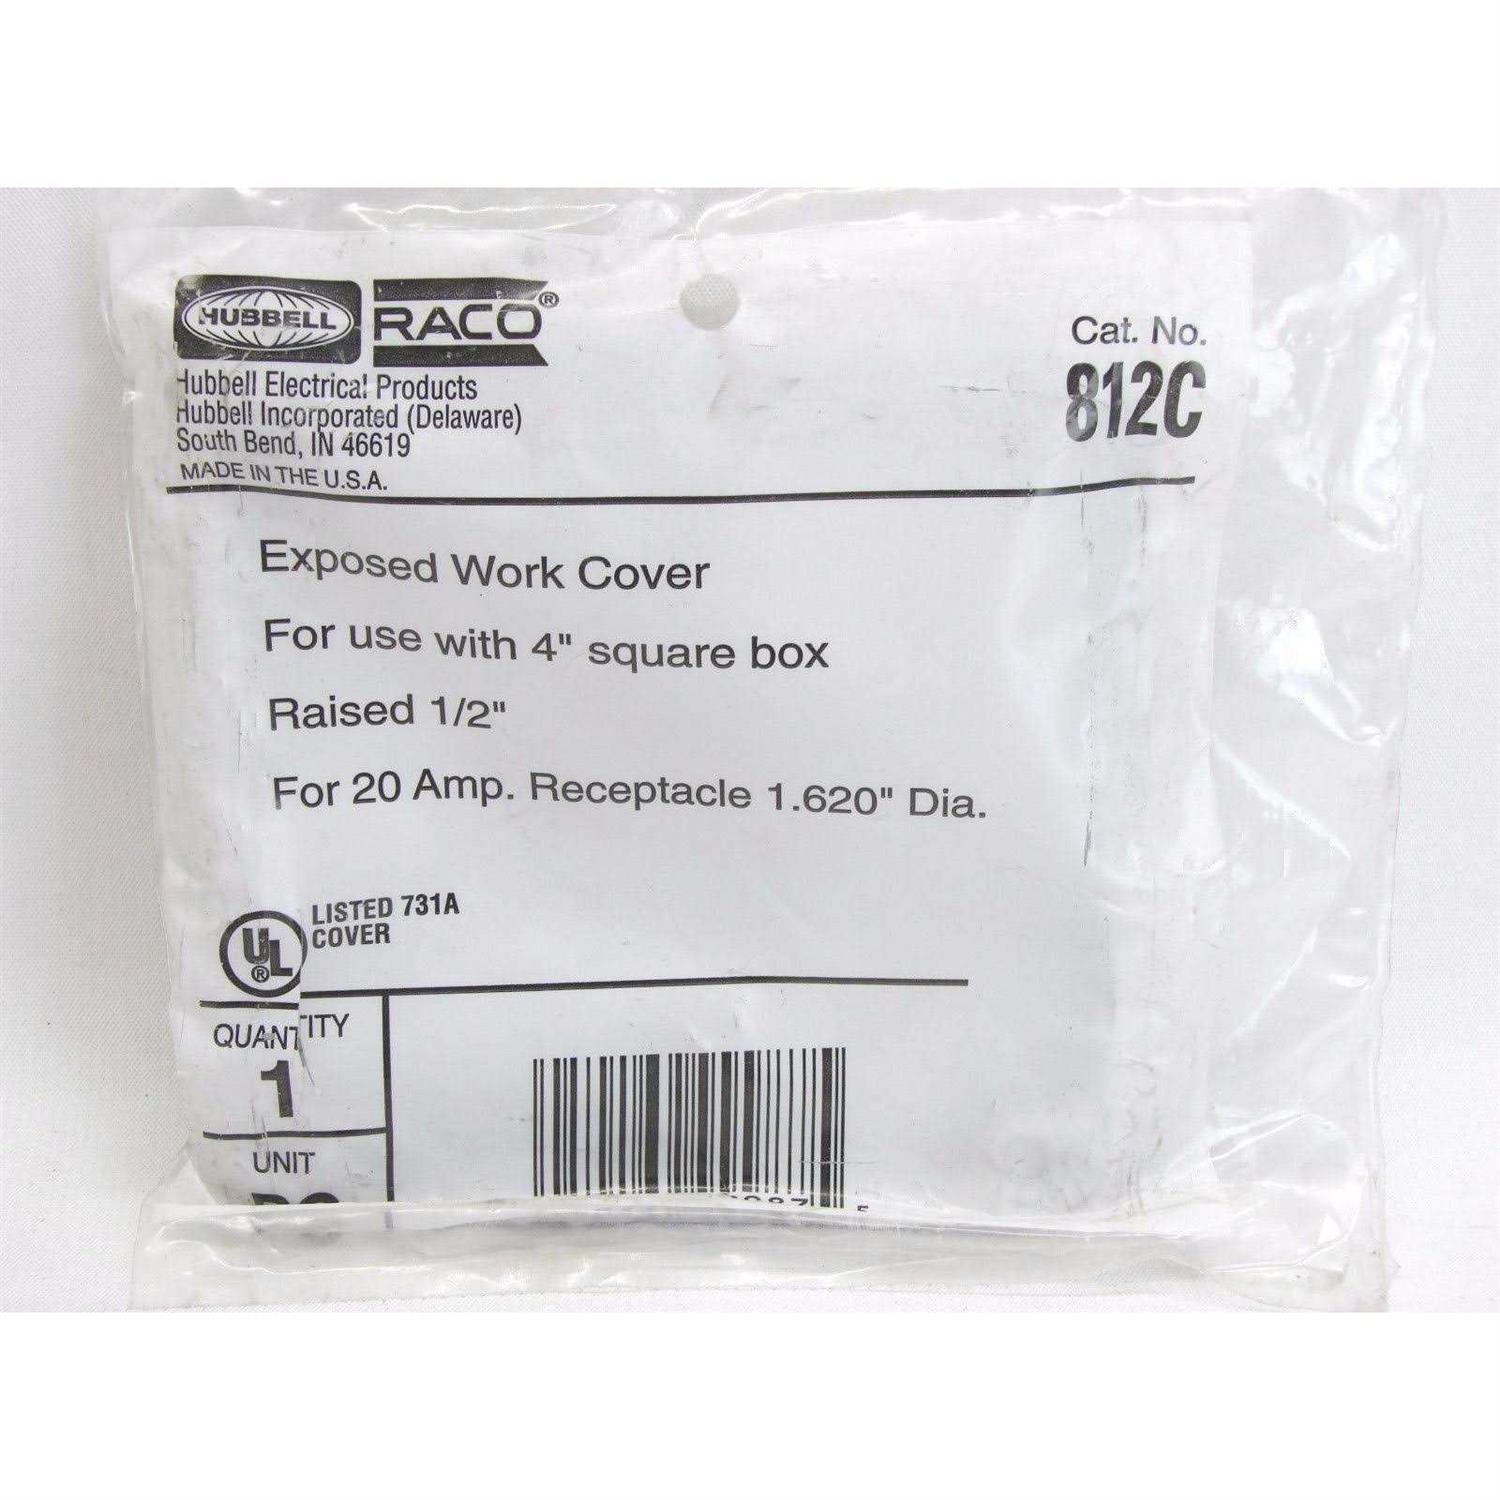 HUBBELL RACO®
Hubbell Electrical Products
Hubbell Incorporated (Delaware)
South Bend, IN 46619
MADE IN THE U.S.A.
Cat. No.
812C
Exposed Work Cover
For use with 4" square box
Raised 1/2"
For 20 Amp. Receptacle 1.620" Dia.
UL®
LISTED 731A
COVER
QUANTITY
1
UNIT